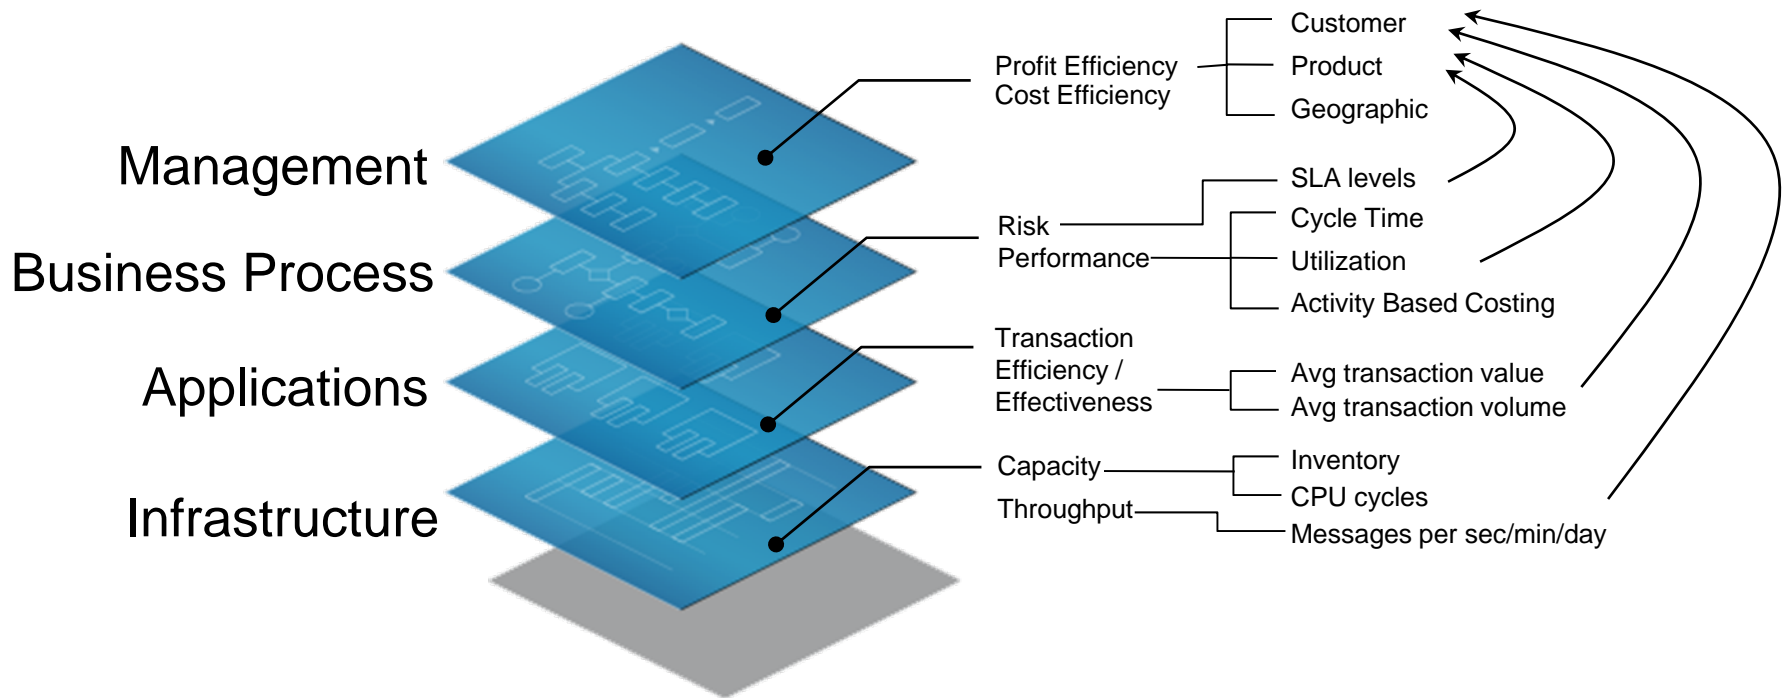 Management
Business Process
Applications
Infrastructure
Profit Efficiency
Cost Efficiency
Customer
Product
Geographic
Risk
Performance
SLA levels
Cycle Time
Utilization
Activity Based Costing
Transaction
Efficiency /
Effectiveness
Avg transaction value
Avg transaction volume
Capacity
Throughput
Inventory
CPU cycles
Messages per sec/min/day